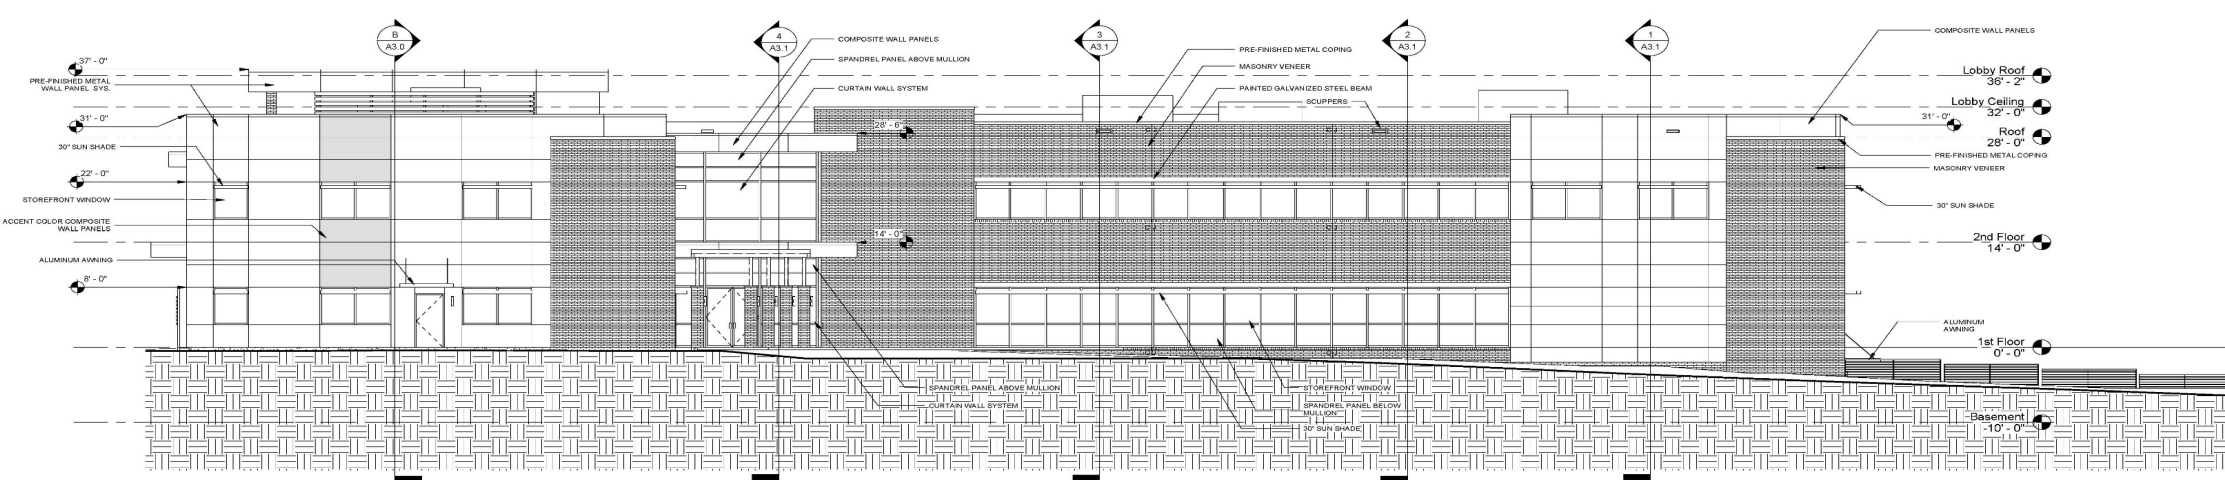 B
A3.0
4
A3.1
3
A3.1
2
A3.1
1
A3.1
COMPOSITE WALL PANELS
SPANDREL PANEL ABOVE MULLION
CURTAIN WALL SYSTEM
PRE-FINISHED METAL COPING
MASONRY VENEER
PAINTED GALVANIZED STEEL BEAM
SCUPPERS
COMPOSITE WALL PANELS
37' - 0"
PRE-FINISHED METAL
WALL PANEL SYS.
31' - 0"
30" SUN SHADE
22' - 0"
STOREFRONT WINDOW
ACCENT COLOR COMPOSITE
WALL PANELS
ALUMINUM AWNING
8' - 0"
28' - 6"
14' - 0"
Lobby Roof
36' - 2"
Lobby Ceiling
32' - 0"
31' - 0"
Roof
28' - 0"
PRE-FINISHED METAL COPING
MASONRY VENEER
30" SUN SHADE
2nd Floor
14' - 0"
ALUMINUM
AWNING
1st Floor
0' - 0"
Basement
-10' - 0"
SPANDREL PANEL ABOVE MULLION
CURTAIN WALL SYSTEM
STOREFRONT WINDOW
SPANDREL PANEL BELOW
MULLION
30" SUN SHADE